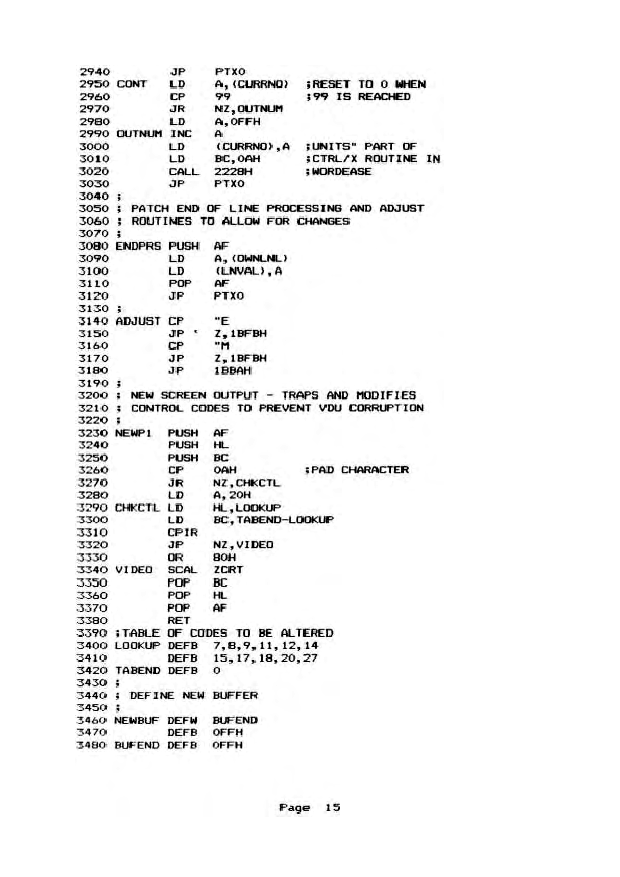 2940         JP    PTX0
2950 CONT    LD    A,(CURRNO)   ;RESET TO 0 WHEN
2960         CP    99           ;99 IS REACHED
2970         JR    NZ,OUTNUM
2980         LD    A,0FFH
2990 OUTNUM  INC   A
3000         LD    (CURRNO),A   ;UNITS" PART OF
3010         LD    BC,0AH       ;CTRL/X ROUTINE IN
3020         CALL  2228H        ;WORDEASE
3030         JP    PTX0
3040 ;
3050 ; PATCH END OF LINE PROCESSING AND ADJUST
3060 ; ROUTINES TO ALLOW FOR CHANGES
3070 ;
3080 ENDPRS  PUSH  AF
3090         LD    A,(OWNLNL)
3100         LD    (LNVAL),A
3110         POP   AF
3120         JP    PTX0
3130 ;
3140 ADJUST  CP    "E
3150         JP    Z,1BFBH
3160         CP    "M
3170         JP    Z,1BFBH
3180         JP    1BBAH
3190 ;
3200 ; NEW SCREEN OUTPUT - TRAPS AND MODIFIES
3210 ; CONTROL CODES TO PREVENT VDU CORRUPTION
3220 ;
3230 NEWP1   PUSH  AF
3240         PUSH  HL
3250         PUSH  BC
3260         CP    0AH          ;PAD CHARACTER
3270         JR    NZ,CHKCTL
3280         LD    A,20H
3290 CHKCTL  LD    HL,LOOKUP
3300         LD    BC,TABEND-LOOKUP
3310         CPIR
3320         JP    NZ,VIDEO
3330         OR    80H
3340 VIDEO   SCAL  ZCRT
3350         POP   BC
3360         POP   HL
3370         POP   AF
3380         RET
3390 ;TABLE OF CODES TO BE ALTERED
3400 LOOKUP  DEFB  7,8,9,11,12,14
3410         DEFB  15,17,18,20,27
3420 TABEND  DEFB  0
3430 ;
3440 ; DEFINE NEW BUFFER
3450 ;
3460 NEWBUF  DEFW  BUFEND
3470         DEFB  0FFH
3480 BUFEND  DEFB  0FFH
Page 15